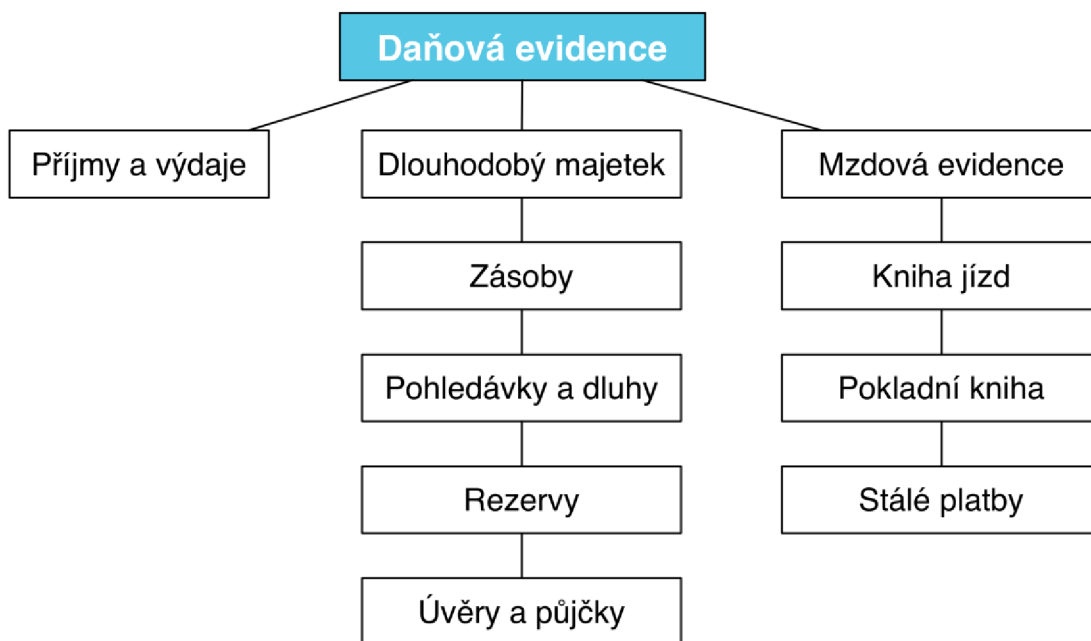 Daňová evidence
Příjmy a výdaje
Dlouhodobý majetek
Mzdová evidence
Zásoby
Kniha jízd
Pohledávky a dluhy
Pokladní kniha
Rezervy
Stálé platby
Úvěry a půjčky